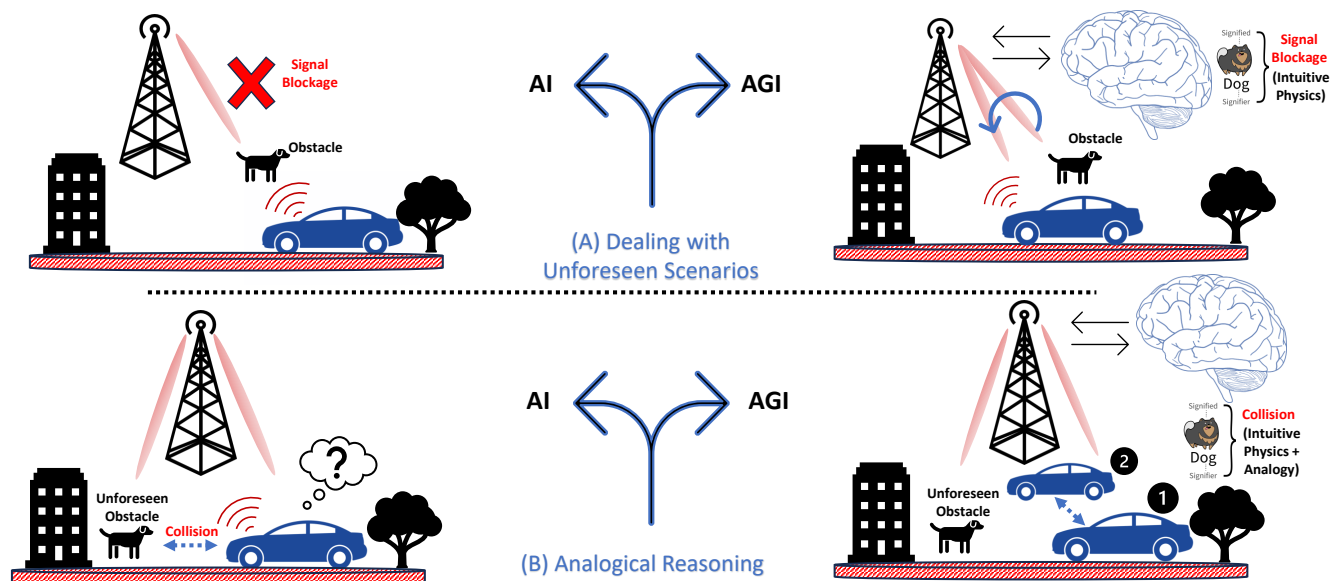 Signal
Blockage
Obstacle
AI
AGI
(A) Dealing with
Unforeseen Scenarios
Obstacle
Signified
Dog
Signifier
Signal
Blockage
(Intuitive
Physics)
Unforeseen
Obstacle
Collision
?
AI
AGI
(B) Analogical Reasoning
Unforeseen
Obstacle
2
1
Signified
Dog
Signifier
Collision
(Intuitive
Physics +
Analogy)